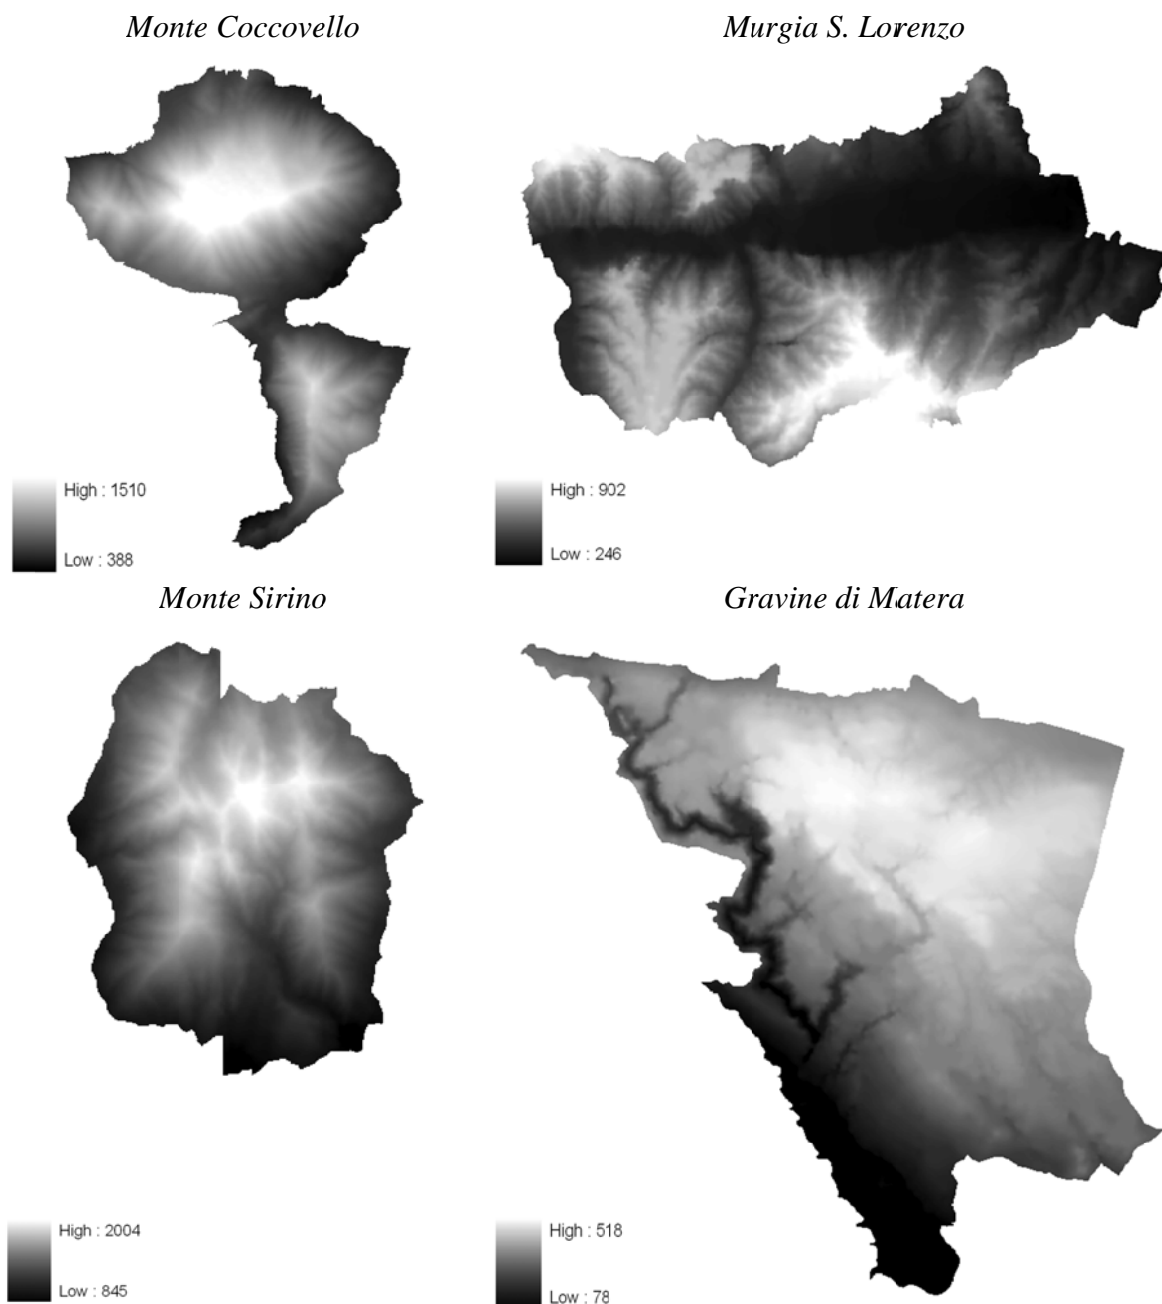 Monte Coccovello
Murgia S. Lorenzo
High : 1510
Low : 388
High : 902
Low : 246
Monte Sirino
Gravine di Matera
High : 2004
Low : 845
High : 518
Low : 78